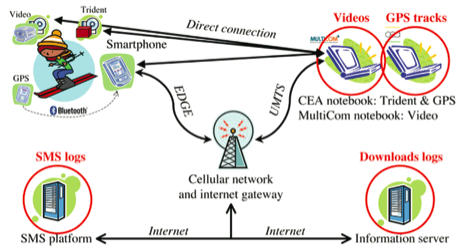 Video
Trident
Direct connection
Videos
GPS tracks
Smartphone
MULTICOM
GPS
Bluetooth
EDGE
UMTS
CEA notebook: Trident & GPS
MultiCom notebook: Video
SMS logs
Downloads logs
Cellular network
and internet gateway
Internet
Internet
SMS platform
Information server